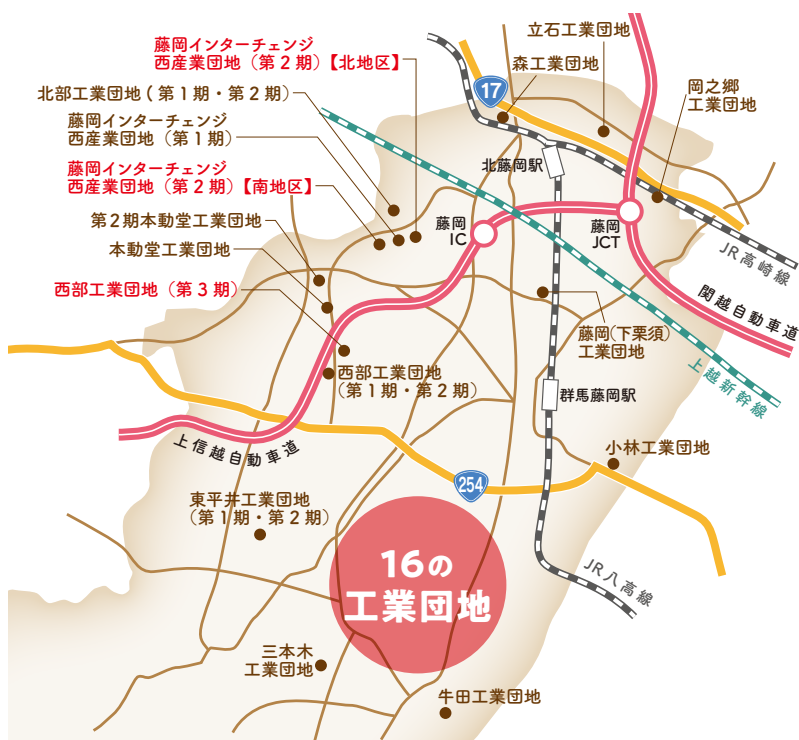 立石工業団地
藤岡インターチェンジ
西産業団地（第２期）【北地区】
森工業団地
17
岡之郷
工業団地
北部工業団地（第１期・第２期）
藤岡インターチェンジ
西産業団地（第１期）
北藤岡駅
藤岡インターチェンジ
西産業団地（第２期）【南地区】
第２期本動堂工業団地
藤岡
IC
藤岡
JCT
本動堂工業団地
JR高崎線
西部工業団地（第３期）
関越自動車道
藤岡(下栗須)
工業団地
上越新幹線
西部工業団地
（第１期・第２期）
群馬藤岡駅
上信越自動車道
小林工業団地
254
東平井工業団地
（第１期・第２期）
16の
工業団地
JR八高線
三本木
工業団地
牛田工業団地